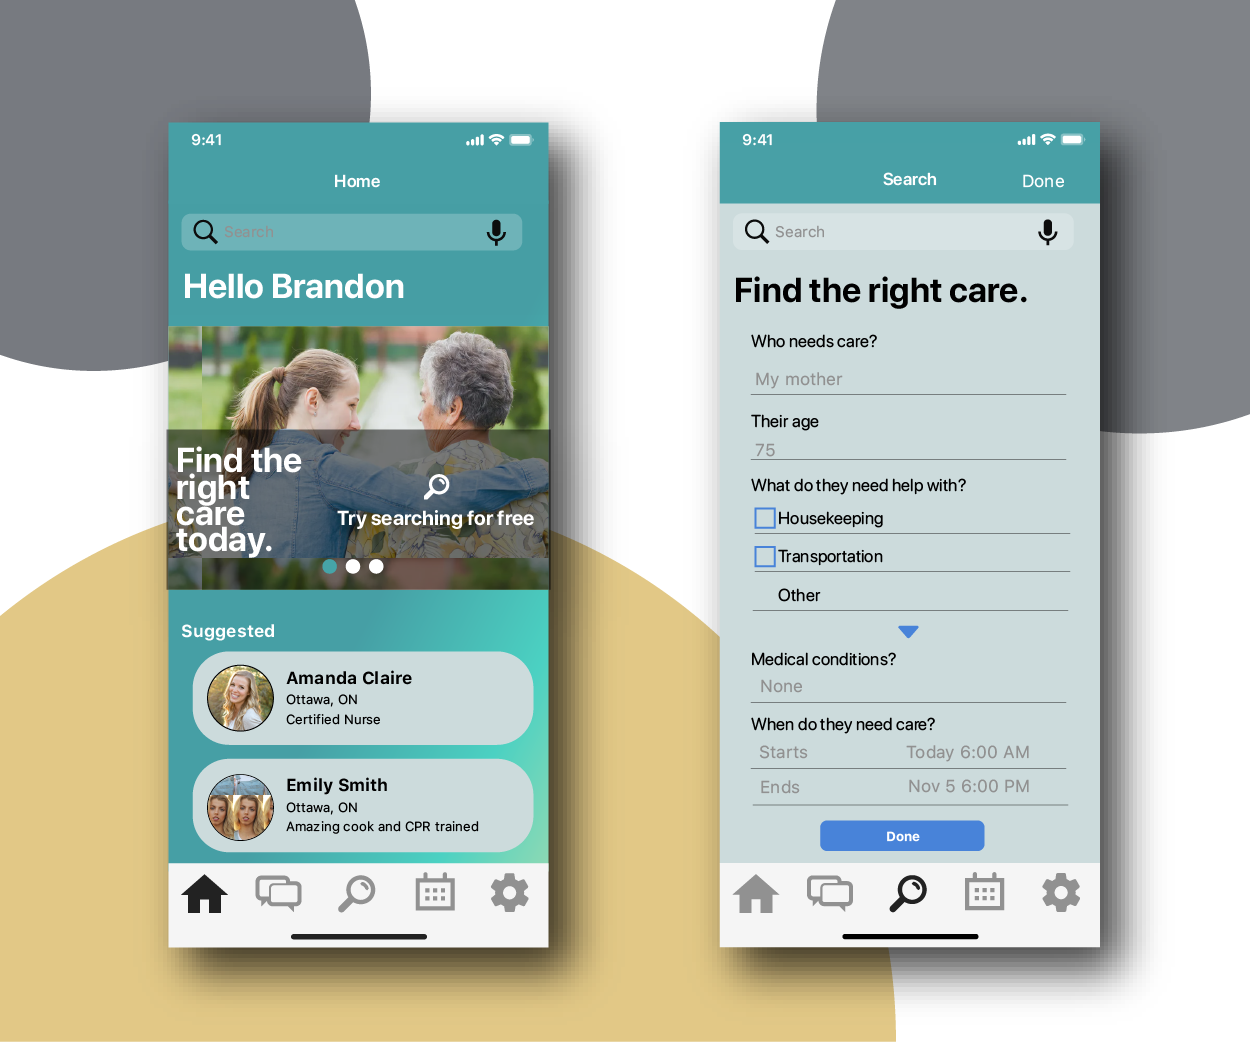 9:41
Home
Search
Hello Brandon
Find the
right
care
today.
Try searching for free
Suggested
Amanda Claire
Ottawa, ON
Certified Nurse
Emily Smith
Ottawa, ON
Amazing cook and CPR trained
9:41
Search
Done
Search
Find the right care.
Who needs care?
My mother
Their age
75
What do they need help with?
Housekeeping
Transportation
Other
Medical conditions?
None
When do they need care?
Starts Today 6:00 AM
Ends Nov 5 6:00 PM
Done